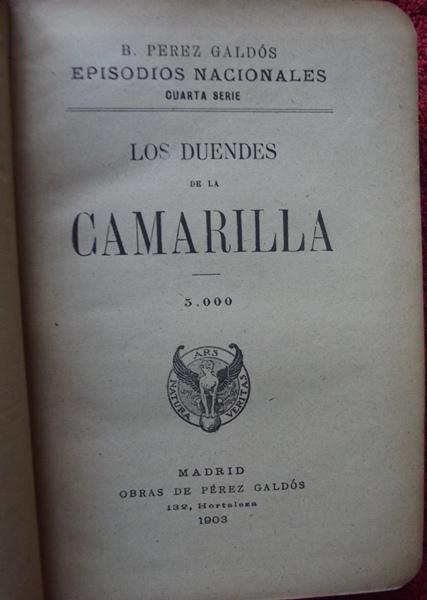 B. PEREZ GALDÓS
EPISODIOS NACIONALES
CUARTA SERIE
LOS DUENDES
DE LA
CAMARILLA
5.000
ARS
NATURA
VERITAS
MADRID
OBRAS DE PÉREZ GALDÓS
132, Hortaleza
1903